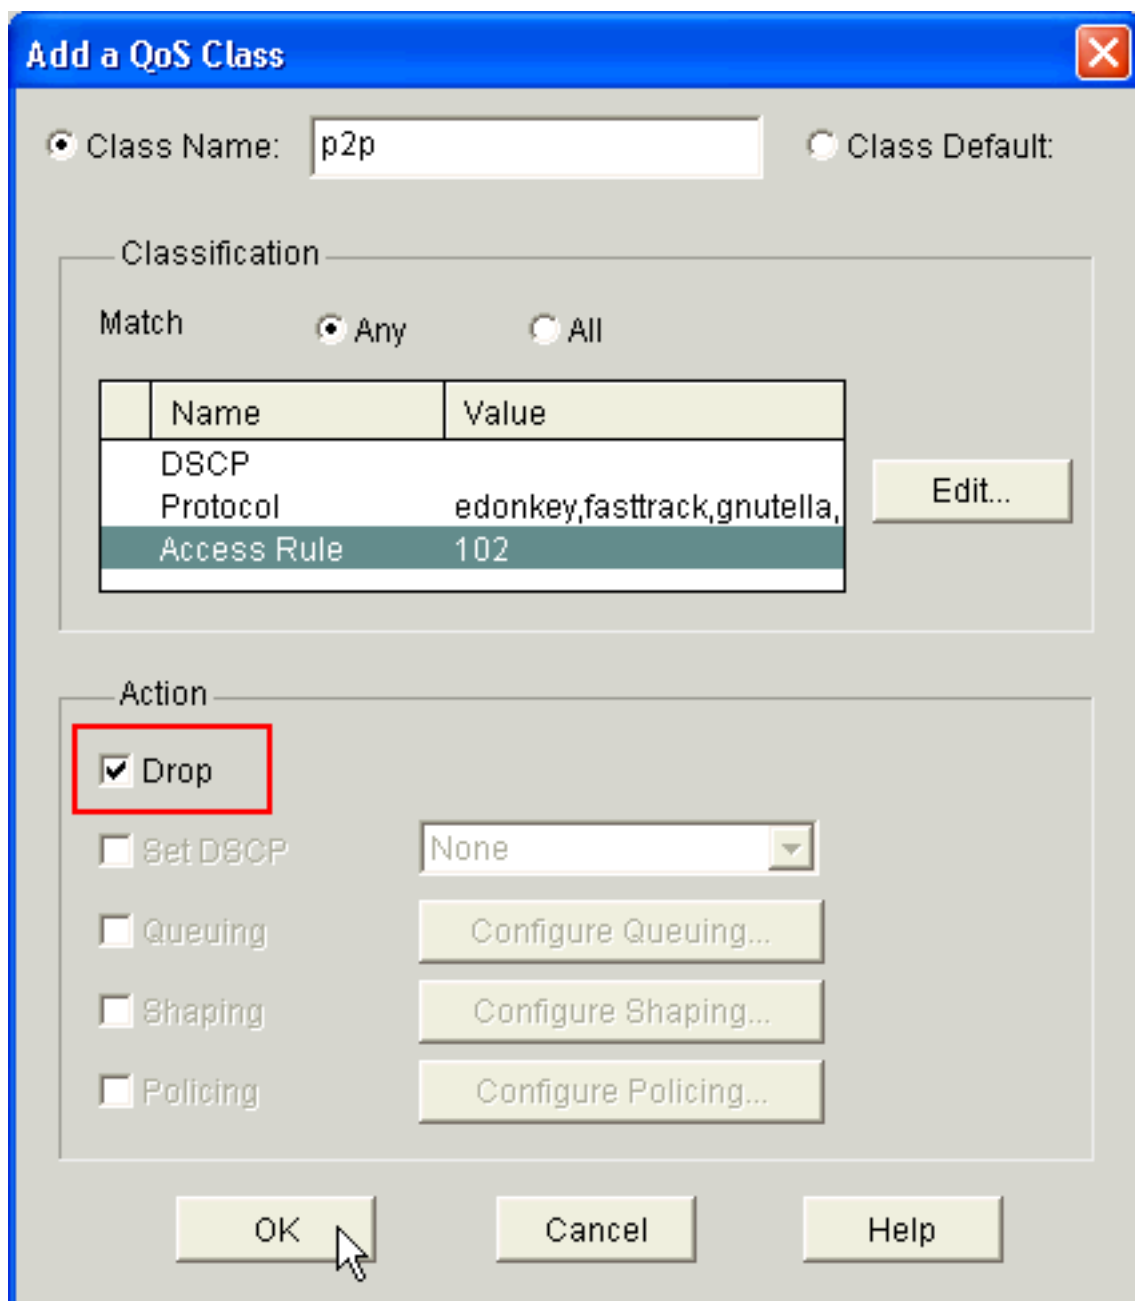 Add a QoS Class
Class Name: p2p Class Default:
Classification
Match Any All
Name Value
DSCP
Protocol edonkey,fasttrack,gnutella,
Edit...
Access Rule 102
Action
Drop
Set DSCP None
Queuing Configure Queuing...
Shaping Configure Shaping...
Policing Configure Policing...
OK Cancel Help